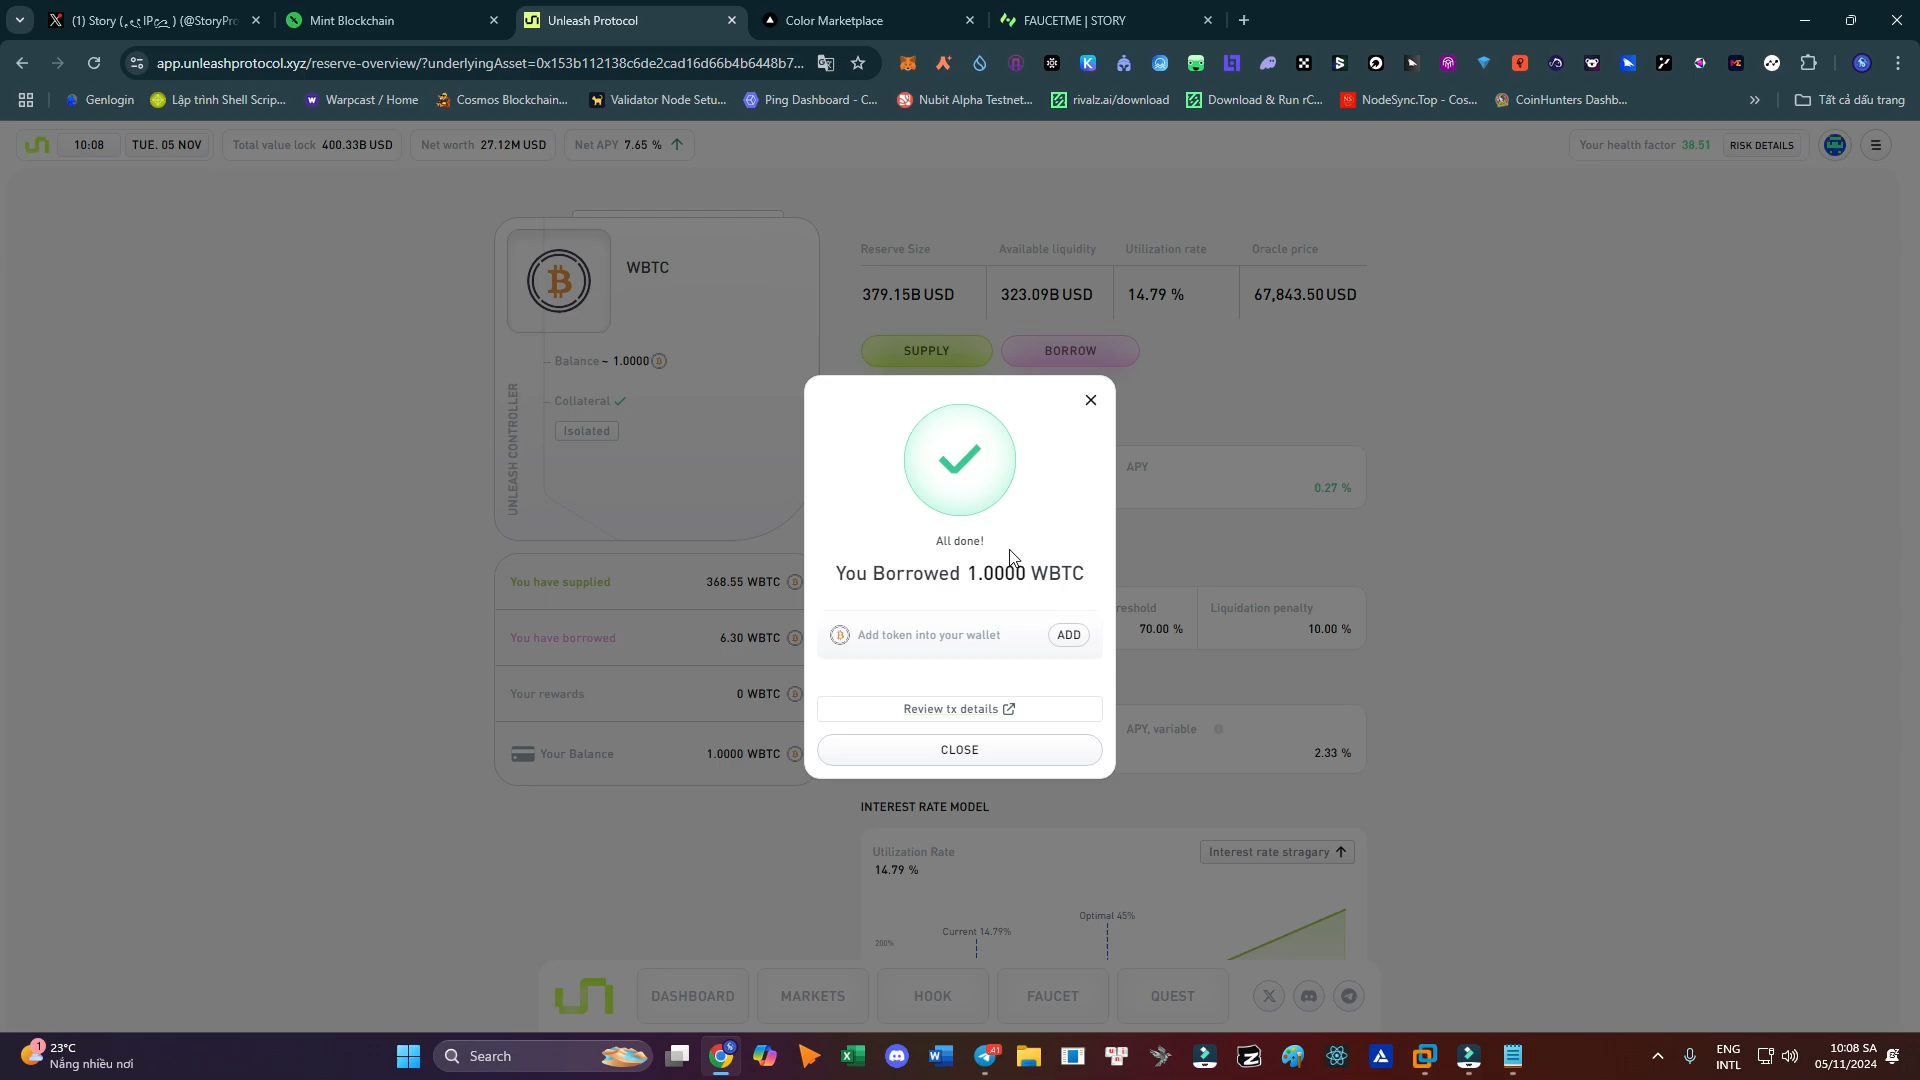 (1) Story (
) (@StoryPro
Mint Blockchain
Unleash Protocol
Color Marketplace
FAUCETME | STORY
app.unleashprotocol.xyz/reserve-overview/?underlyingAsset=0x153b112138c6de2cad16d66b4b6448b7...
Genlogin
Lập trình Shell Scrip...
Warpcast / Home
Cosmos Blockchain...
Validator Node Setu...
Ping Dashboard - C...
Nubit Alpha Testnet...
rivalz.ai/download
Download & Run rC...
NodeSync.Top - Cos...
CoinHunters Dashb...
Tất cả dấu trang
10:08
TUE. 05 NOV
Total value lock 400.33B USD
Net worth 27.12M USD
Net APY 7.65 %
Your health factor 38.51
RISK DETAILS
WBTC
Balance ~ 1.0000
Collateral
Isolated
UNLEASH CONTROLLER
Reserve Size
Available liquidity
Utilization rate
Oracle price
379.15B USD
323.09B USD
14.79 %
67,843.50 USD
SUPPLY
BORROW
APY
0.27 %
All done!
You Borrowed 1.0000 WBTC
Add token into your wallet
ADD
Review tx details
CLOSE
You have supplied
368.55 WBTC
You have borrowed
6.30 WBTC
Your rewards
0 WBTC
Your Balance
1.0000 WBTC
reshold
70.00 %
Liquidation penalty
10.00 %
APY, variable
2.33 %
INTEREST RATE MODEL
Utilization Rate
14.79 %
Interest rate stragary
Optimal 45%
Current 14.79%
200%
DASHBOARD
MARKETS
HOOK
FAUCET
QUEST
1
23°C
Nắng nhiều nơi
Search
41
ENG
INTL
10:08 SA
05/11/2024